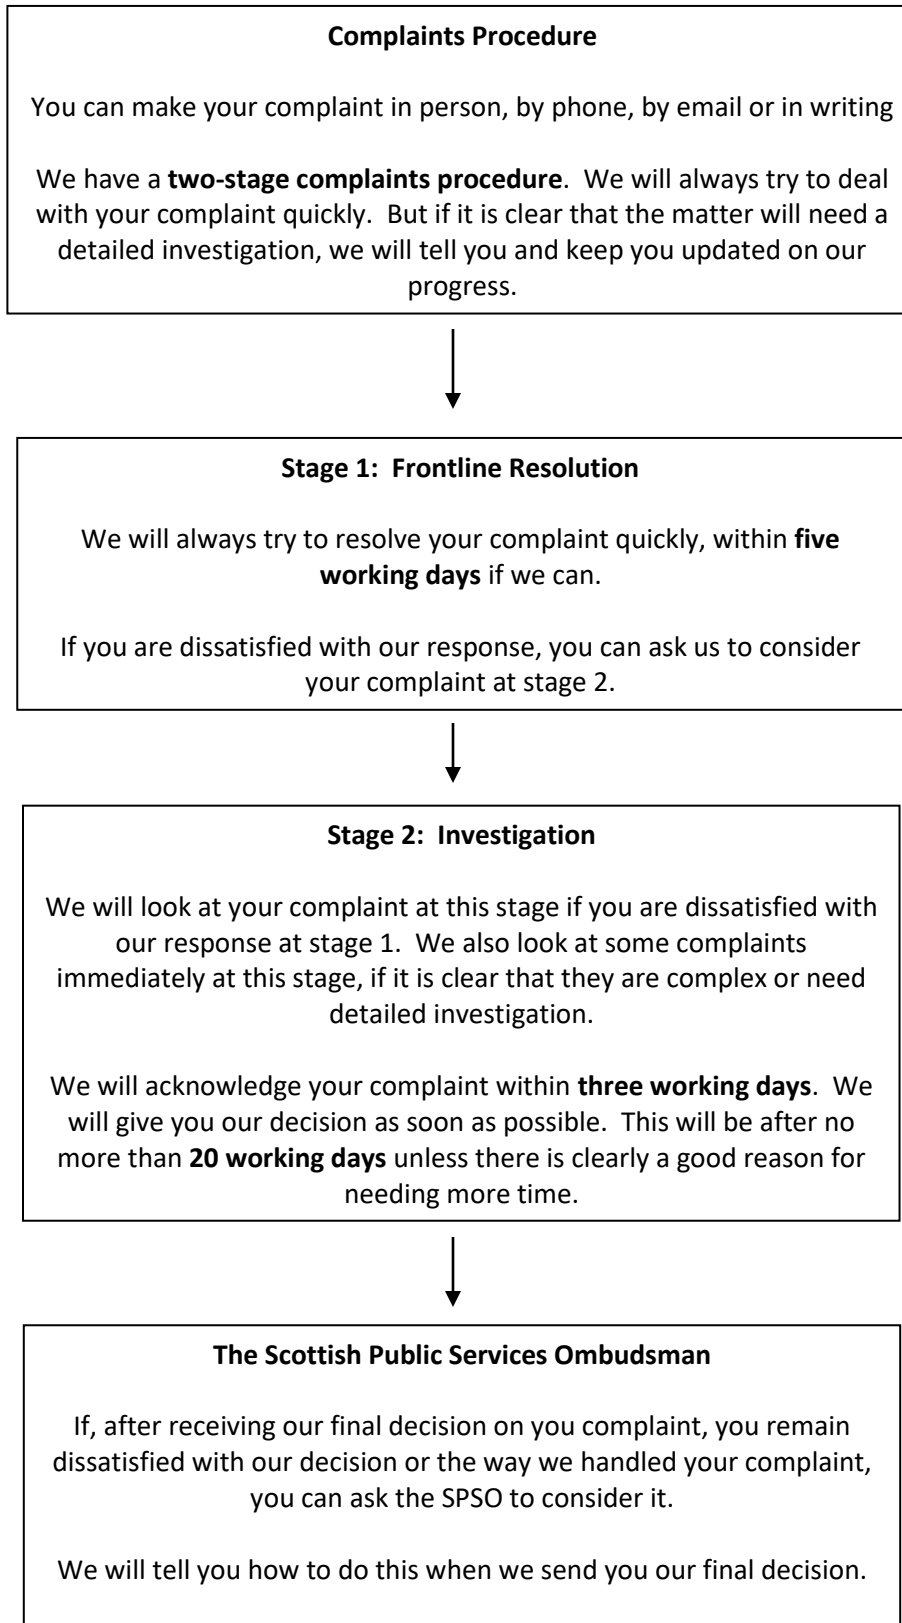 Complaints Procedure
You can make your complaint in person, by phone, by email or in writing
We have a two-stage complaints procedure.  We will always try to deal
with your complaint quickly.  But if it is clear that the matter will need a
detailed investigation, we will tell you and keep you updated on our
progress.
Stage 1:  Frontline Resolution
We will always try to resolve your complaint quickly, within five
working days if we can.
If you are dissatisfied with our response, you can ask us to consider
your complaint at stage 2.
Stage 2:  Investigation
We will look at your complaint at this stage if you are dissatisfied with
our response at stage 1.  We also look at some complaints
immediately at this stage, if it is clear that they are complex or need
detailed investigation.
We will acknowledge your complaint within three working days.  We
will give you our decision as soon as possible.  This will be after no
more than 20 working days unless there is clearly a good reason for
needing more time.
The Scottish Public Services Ombudsman
If, after receiving our final decision on you complaint, you remain
dissatisfied with our decision or the way we handled your complaint,
you can ask the SPSO to consider it.
We will tell you how to do this when we send you our final decision.